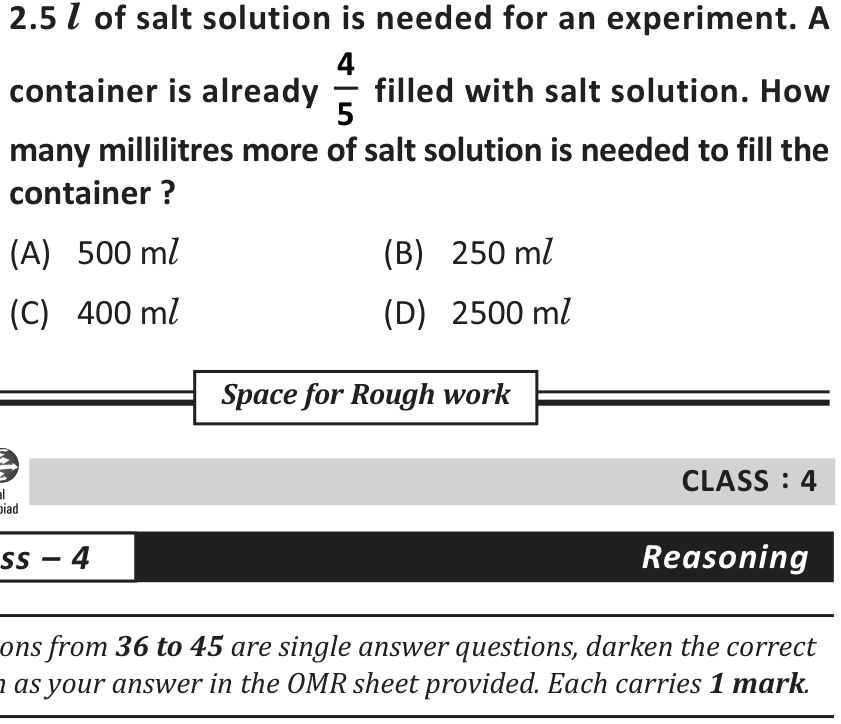 2.5 l of salt solution is needed for an experiment. A
container is already 4/5 filled with salt solution. How
many millilitres more of salt solution is needed to fill the
container ?
(A) 500 ml (B) 250 ml
(C) 400 ml (D) 2500 ml
Space for Rough work
al
piad
CLASS : 4
ss – 4 Reasoning
ons from 36 to 45 are single answer questions, darken the correct
n as your answer in the OMR sheet provided. Each carries 1 mark.